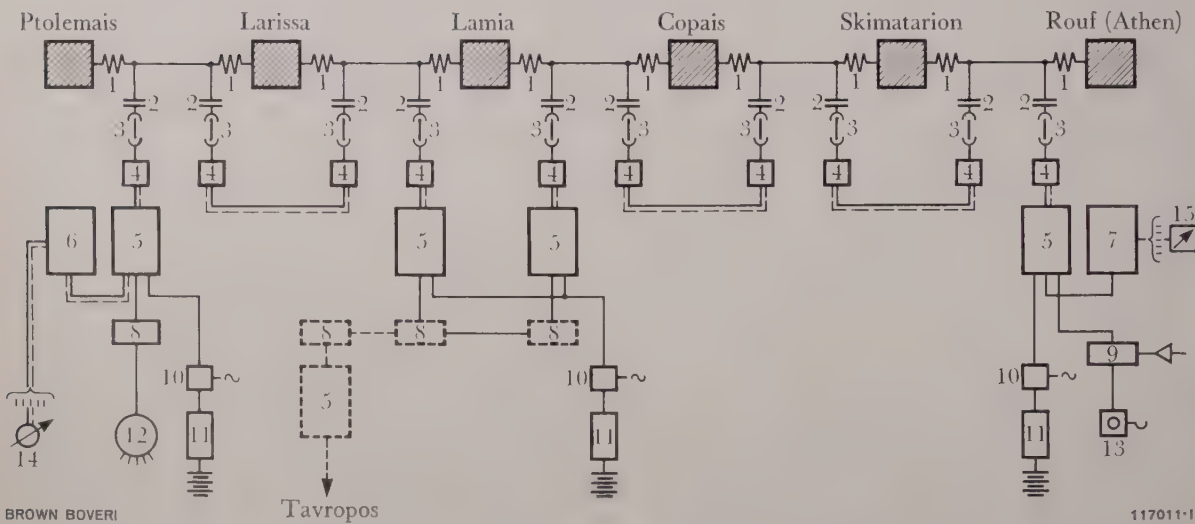 Ptolemais Larissa Lamia Copais Skimatarion Rouf (Athen)
1 1 1 1 1 1 1 1 1 1
2 2 2 2 2 2 2 2 2 2
3 3 3 3 3 3 3 3 3 3
4 4 4 4 4 4 4 4 4 4
6 5 5 5 5 7 15
8 8 8 8 9
10 5 10 10
14 12 11 11 11 13
Tavropos
BROWN BOVERI 117011·I